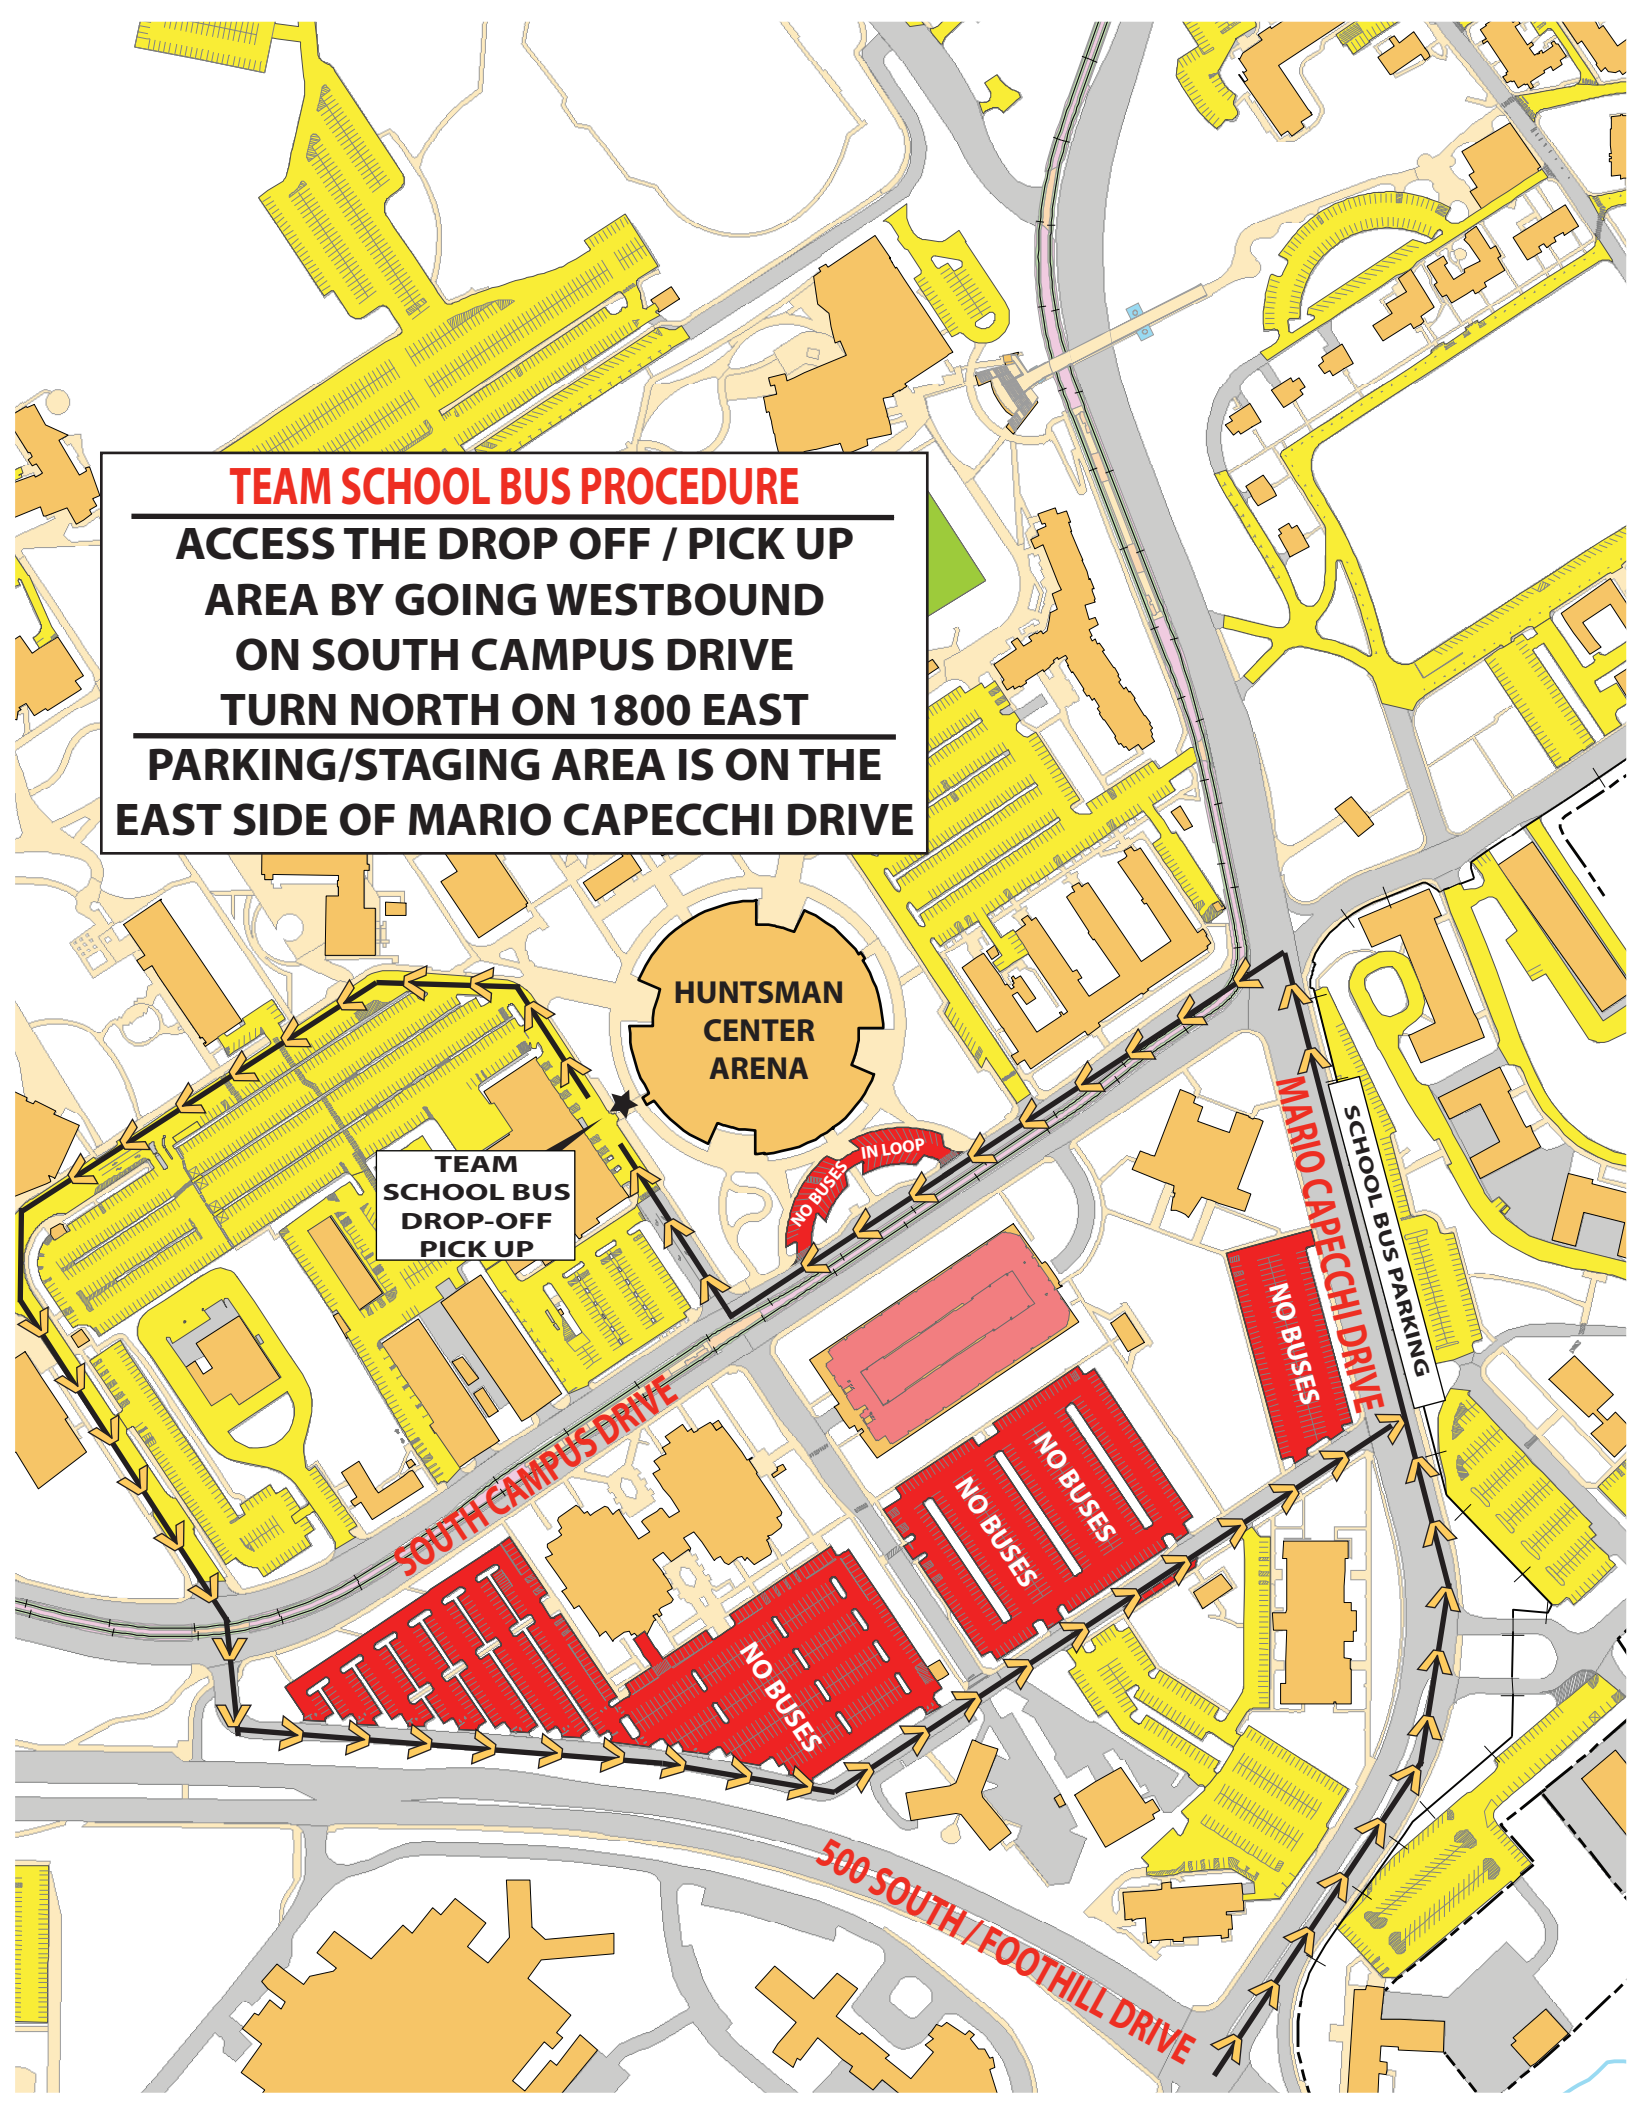 TEAM SCHOOL BUS PROCEDURE
ACCESS THE DROP OFF / PICK UP
AREA BY GOING WESTBOUND
ON SOUTH CAMPUS DRIVE
TURN NORTH ON 1800 EAST
PARKING/STAGING AREA IS ON THE
EAST SIDE OF MARIO CAPECCHI DRIVE
HUNTSMAN
CENTER
ARENA
NO BUSES
IN LOOP
TEAM
SCHOOL BUS
DROP-OFF
PICK UP
MARIO CAPECCHI DRIVE
SCHOOL BUS PARKING
NO BUSES
SOUTH CAMPUS DRIVE
NO BUSES
NO BUSES
NO BUSES
500 SOUTH / FOOTHILL DRIVE